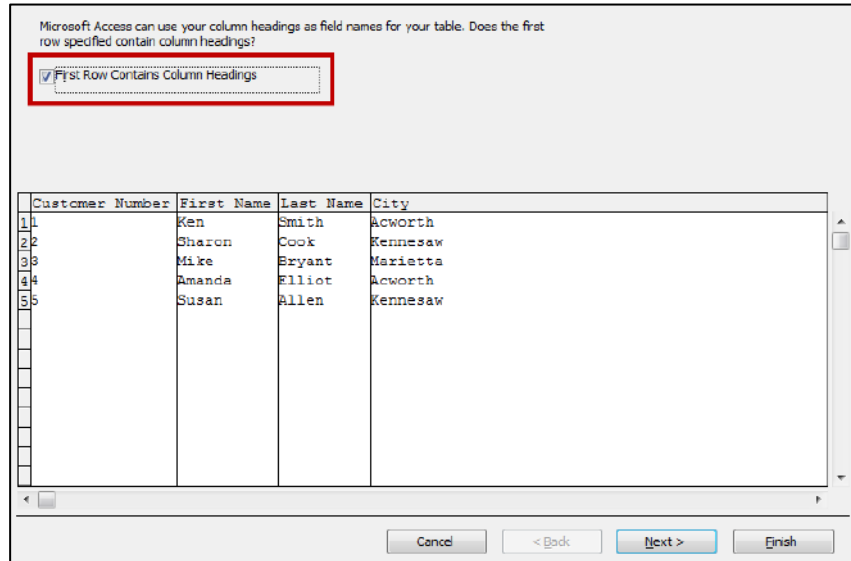 Microsoft Access can use your column headings as field names for your table. Does the first
row specified contain column headings?
First Row Contains Column Headings
Customer Number First Name Last Name City
1 1 Ken Smith Acworth
2 2 Sharon Cook Kennesaw
3 3 Mike Bryant Marietta
4 4 Amanda Elliot Acworth
5 5 Susan Allen Kennesaw
Cancel < Back Next > Finish